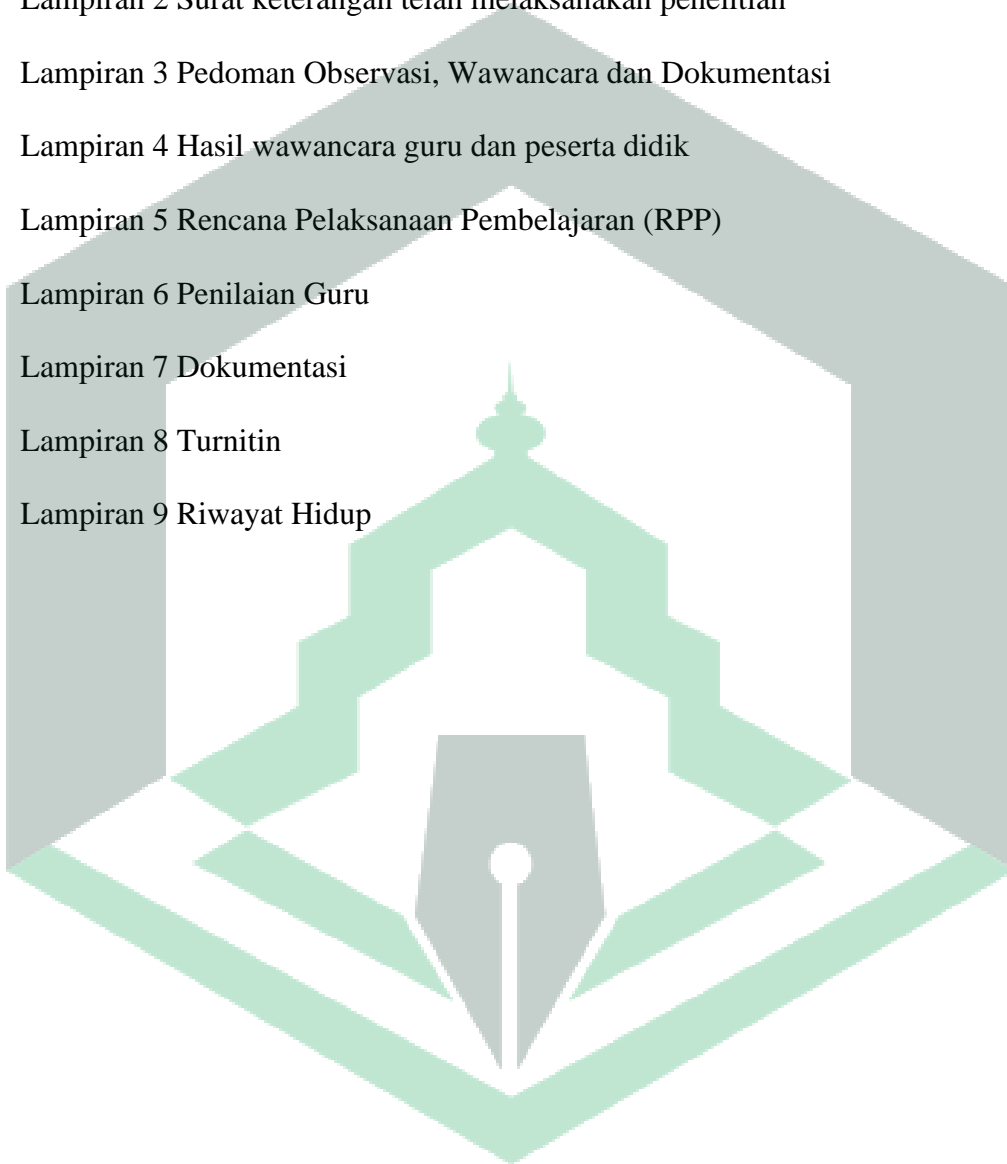 Lampiran 2 Surat keterangan telah melaksanakan penelitian
Lampiran 3 Pedoman Observasi, Wawancara dan Dokumentasi
Lampiran 4 Hasil wawancara guru dan peserta didik
Lampiran 5 Rencana Pelaksanaan Pembelajaran (RPP)
Lampiran 6 Penilaian Guru
Lampiran 7 Dokumentasi
Lampiran 8 Turnitin
Lampiran 9 Riwayat Hidup